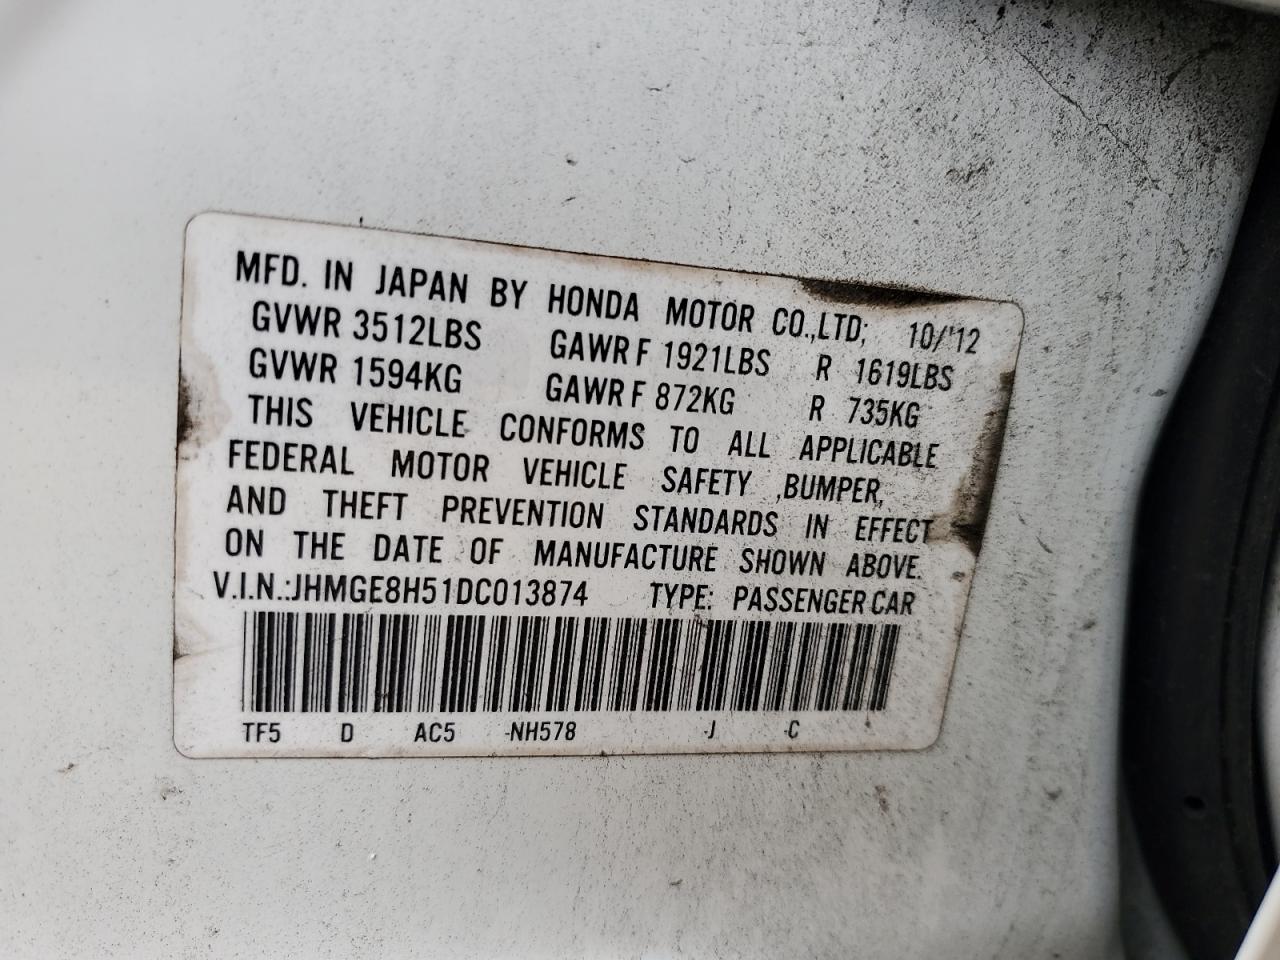 MFD. IN JAPAN BY HONDA MOTOR CO.,LTD; 10/'12
GVWR 3512LBS GAWR F 1921LBS R 1619LBS
GVWR 1594KG GAWR F 872KG R 735KG
THIS VEHICLE CONFORMS TO ALL APPLICABLE
FEDERAL MOTOR VEHICLE SAFETY ,BUMPER,
AND THEFT PREVENTION STANDARDS IN EFFECT
ON THE DATE OF MANUFACTURE SHOWN ABOVE.
V.I.N.:JHMGE8H51DC013874 TYPE: PASSENGER CAR
TF5 D AC5 -NH578 -J -C